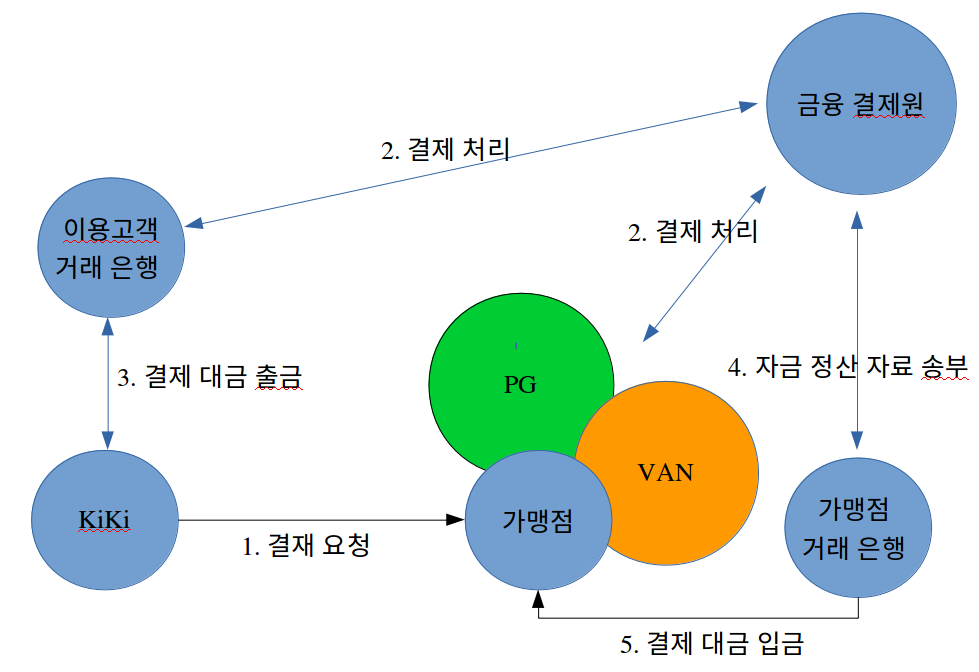 금융 결제원
2. 결제 처리
이용고객
거래 은행
2. 결제 처리
4. 자금 정산 자료 송부
3. 결제 대금 출금
PG
VAN
KiKi
1. 결재 요청
가맹점
가맹점
거래 은행
5. 결제 대금 입금